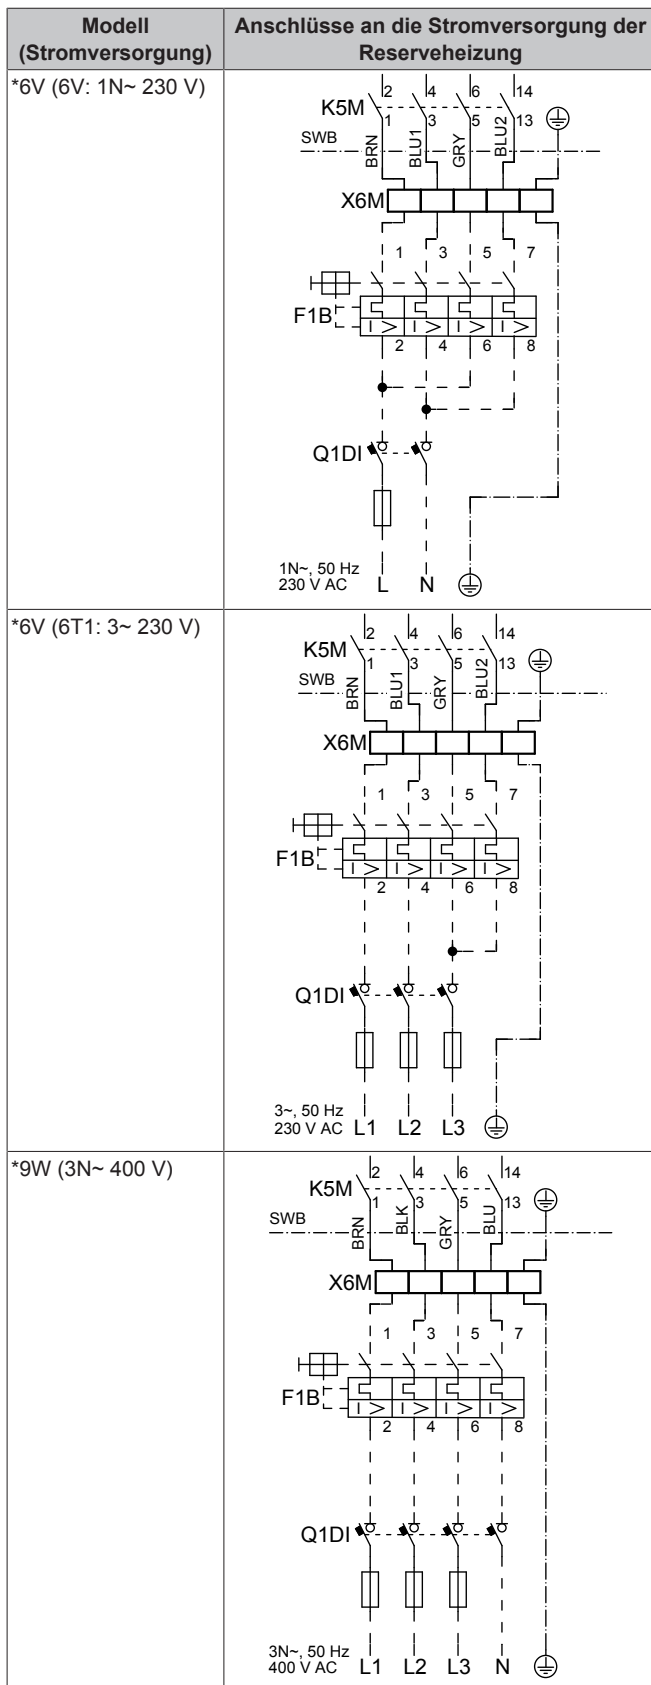 Modell
(Stromversorgung)
Anschlüsse an die Stromversorgung der
Reserveheizung
*6V (6V: 1N~ 230 V)
2 4 6 14
K5M
1 3 5 13
SWB
BRN BLU1 GRY BLU2
X6M
1 3 5 7
F1B
I > I > I > I >
2 4 6 8
Q1DI
1N~, 50 Hz
230 V AC
L N
*6V (6T1: 3~ 230 V)
2 4 6 14
K5M
1 3 5 13
SWB
BRN BLU1 GRY BLU2
X6M
1 3 5 7
F1B
I > I > I > I >
2 4 6 8
Q1DI
3~, 50 Hz
230 V AC
L1 L2 L3
*9W (3N~ 400 V)
2 4 6 14
K5M
1 3 5 13
SWB
BRN BLK GRY BLU
X6M
1 3 5 7
F1B
I > I > I > I >
2 4 6 8
Q1DI
3N~, 50 Hz
400 V AC
L1 L2 L3 N